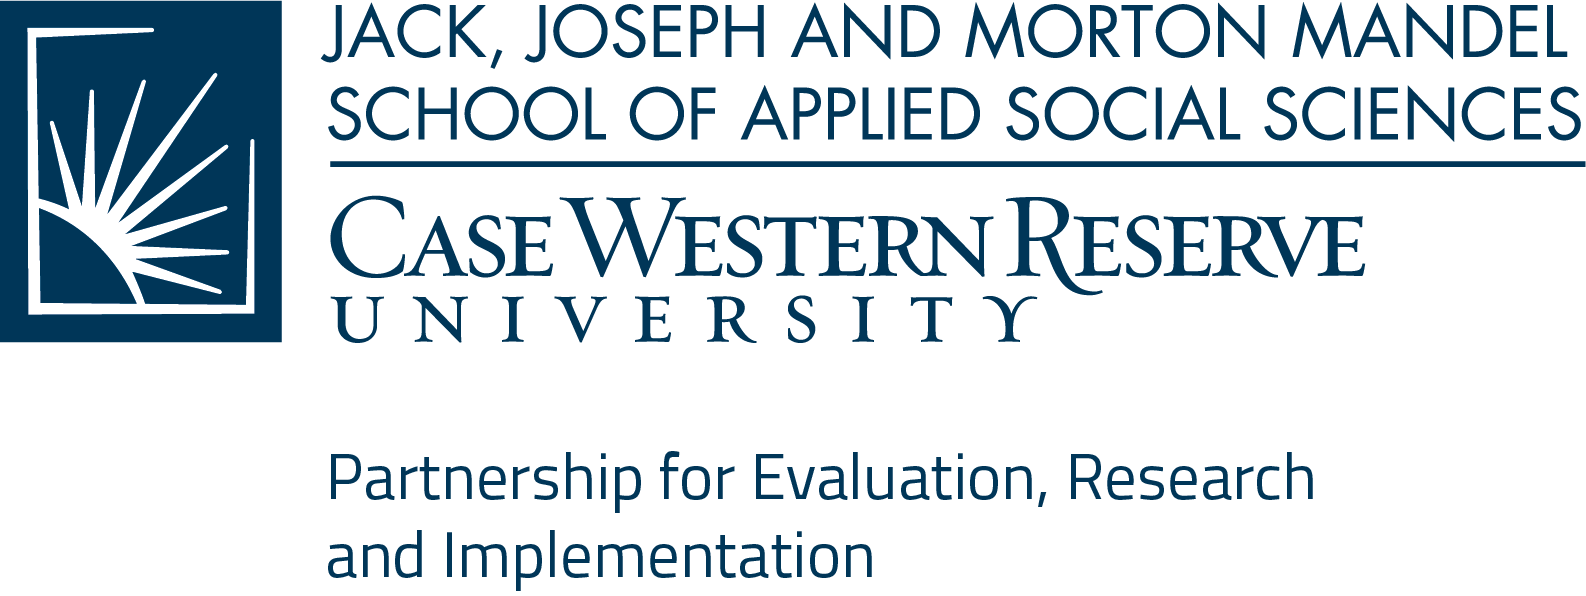 JACK, JOSEPH AND MORTON MANDEL
SCHOOL OF APPLIED SOCIAL SCIENCES
CASE WESTERN RESERVE
UNIVERSITY
Partnership for Evaluation, Research
and Implementation